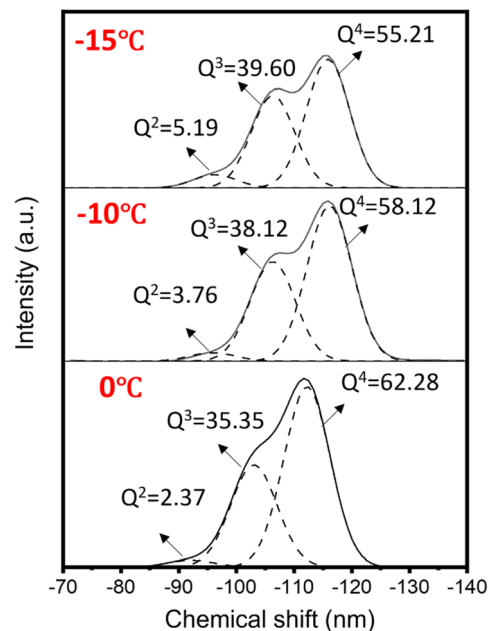 -15℃
Q²=5.19
Q³=39.60
Q⁴=55.21
-10℃
Q²=3.76
Q³=38.12
Q⁴=58.12
0℃
Q²=2.37
Q³=35.35
Q⁴=62.28
Intensity (a.u.)
-70 -80 -90 -100 -110 -120 -130 -140
Chemical shift (nm)